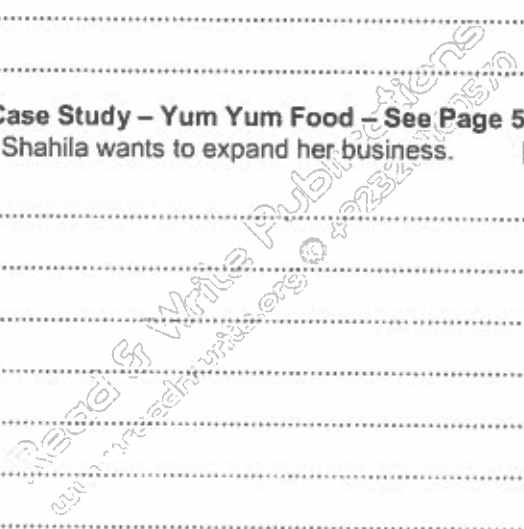 Case Study – Yum Yum Food – See Page 5
Shahila wants to expand her business.
Read & Write Publications
www.readnwrite.org